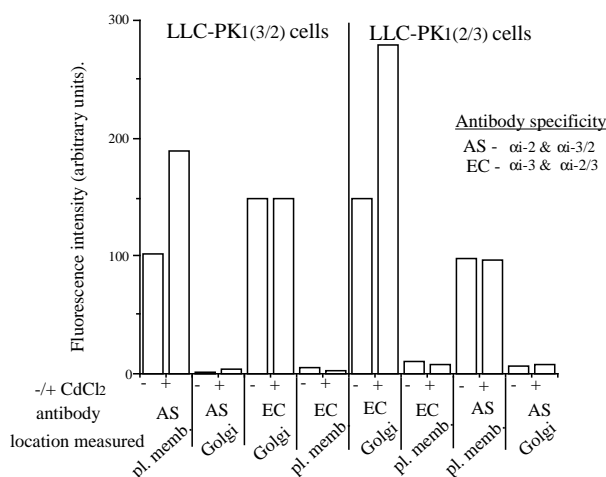 LLC-PK1(3/2) cells
LLC-PK1(2/3) cells
Fluorescence intensity (arbitrary units).
300
200
100
0
Antibody specificity
AS - αi-2 & αi-3/2
EC - αi-3 & αi-2/3
-/+ CdCl2 - + - + - + - + - + - + - + - +
antibody AS AS EC EC EC EC AS AS
location measured pl. memb. Golgi Golgi pl. memb. Golgi pl. memb. pl. memb. Golgi